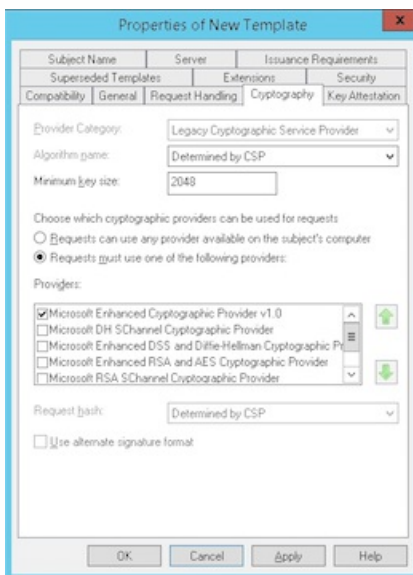 Properties of New Template
x
Subject Name Server Issuance Requirements
Superseded Templates Extensions Security
Compatibility General Request Handling Cryptography Key Attestation
Provider Category: Legacy Cryptographic Service Provider
Algorithm name: Determined by CSP
Minimum key size: 2048
Choose which cryptographic providers can be used for requests
Requests can use any provider available on the subject's computer
Requests must use one of the following providers:
Providers:
Microsoft Enhanced Cryptographic Provider v1.0
Microsoft DH SChannel Cryptographic Provider
Microsoft Enhanced DSS and Diffie-Hellman Cryptographic Pr
Microsoft Enhanced RSA and AES Cryptographic Provider
Microsoft RSA SChannel Cryptographic Provider
Request hash: Determined by CSP
Use alternate signature format
OK Cancel Apply Help